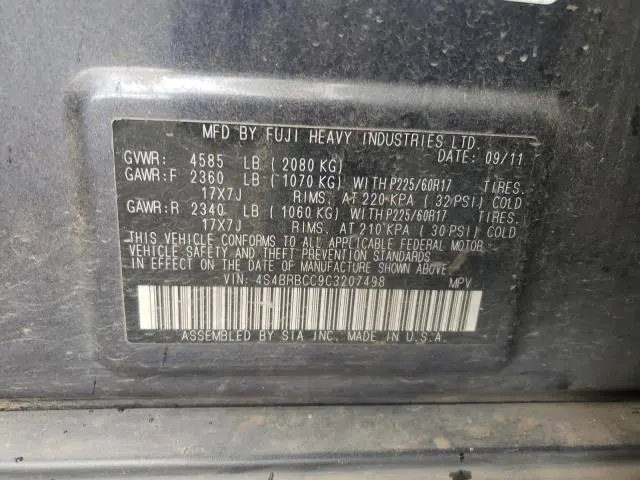 MFD BY FUJI HEAVY INDUSTRIES LTD.
DATE: 09/11
GVWR: 4585 LB (2080 KG)
GAWR:F 2360 LB (1070 KG) WITH P225/60R17 TIRES.
17X7J RIMS. AT 220 KPA (32 PSI) COLD
GAWR:R 2340 LB (1060 KG) WITH P225/60R17 TIRES.
17X7J RIMS. AT 210 KPA (30 PSI) COLD
THIS VEHICLE CONFORMS TO ALL APPLICABLE FEDERAL MOTOR
VEHICLE SAFETY AND THEFT PREVENTION STANDARDS
IN EFFECT ON THE DATE OF MANUFACTURE SHOWN ABOVE.
VIN: 4S4BRBCC9C3207498 MPV
ASSEMBLED BY SIA INC. MADE IN U.S.A.